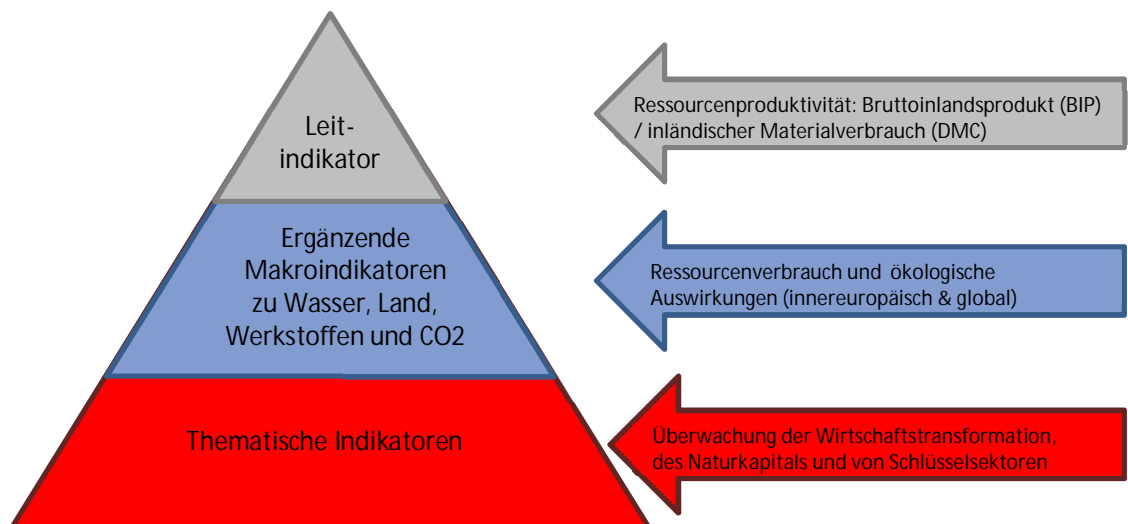 Leit-
indikator
Ressourcenproduktivität: Bruttoinlandsprodukt (BIP)
/ inländischer Materialverbrauch (DMC)
Ergänzende
Makroindikatoren
zu Wasser, Land,
Werkstoffen und CO2
Ressourcenverbrauch und ökologische
Auswirkungen (innereuropäisch & global)
Thematische Indikatoren
Überwachung der Wirtschaftstransformation,
des Naturkapitals und von Schlüsselsektoren